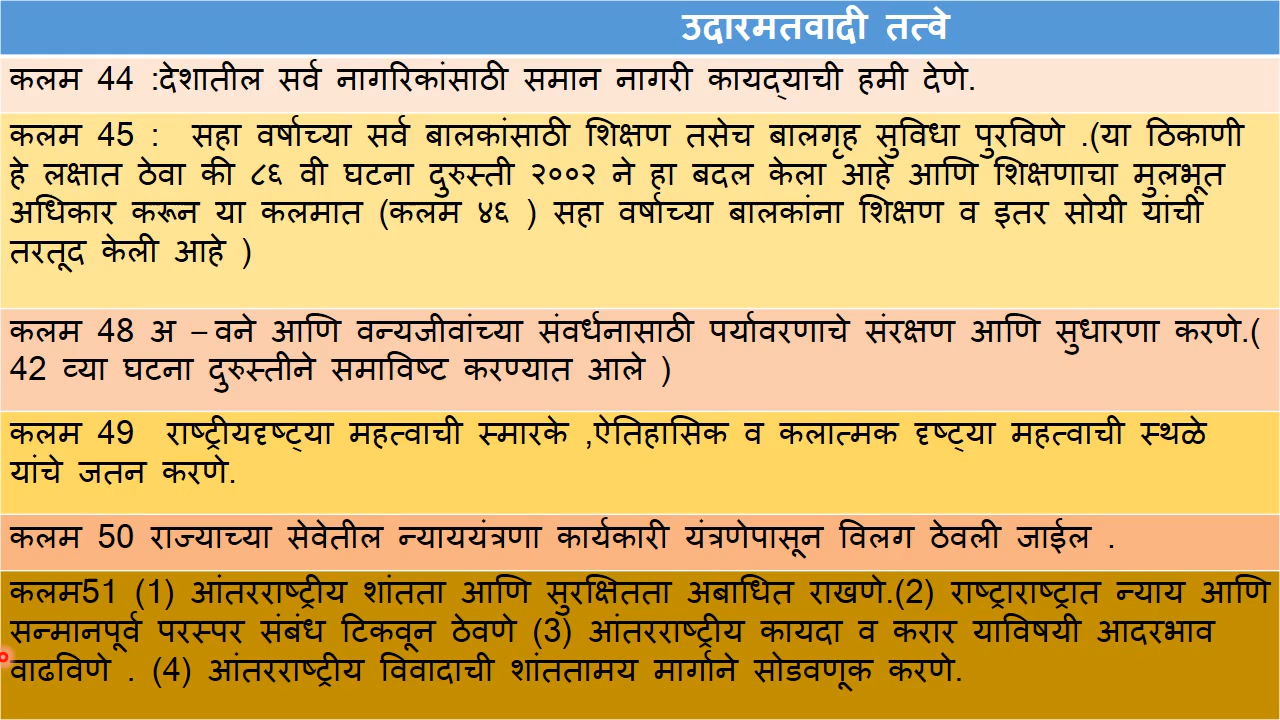 उदारमतवादी तत्वे
कलम 44 :देशातील सर्व नागरिकांसाठी समान नागरी कायद्याची हमी देणे.
कलम 45 : सहा वर्षाच्या सर्व बालकांसाठी शिक्षण तसेच बालगृह सुविधा पुरविणे .(या ठिकाणी
हे लक्षात ठेवा की ८६ वी घटना दुरुस्ती २००२ ने हा बदल केला आहे आणि शिक्षणाचा मुलभूत
अधिकार करून या कलमात (कलम ४६ ) सहा वर्षाच्या बालकांना शिक्षण व इतर सोयी यांची
तरतूद केली आहे )
कलम 48 अ – वने आणि वन्यजीवांच्या संवर्धनासाठी पर्यावरणाचे संरक्षण आणि सुधारणा करणे.(
42 व्या घटना दुरुस्तीने समाविष्ट करण्यात आले )
कलम 49 राष्ट्रीयदृष्ट्या महत्वाची स्मारके ,ऐतिहासिक व कलात्मक दृष्ट्या महत्वाची स्थळे
यांचे जतन करणे.
कलम 50 राज्याच्या सेवेतील न्याययंत्रणा कार्यकारी यंत्रणेपासून विलग ठेवली जाईल .
कलम51 (1) आंतरराष्ट्रीय शांतता आणि सुरक्षितता अबाधित राखणे.(2) राष्ट्राराष्ट्रात न्याय आणि
सन्मानपूर्व परस्पर संबंध टिकवून ठेवणे (3) आंतरराष्ट्रीय कायदा व करार याविषयी आदरभाव
वाढविणे . (4) आंतरराष्ट्रीय विवादाची शांततामय मार्गाने सोडवणूक करणे.